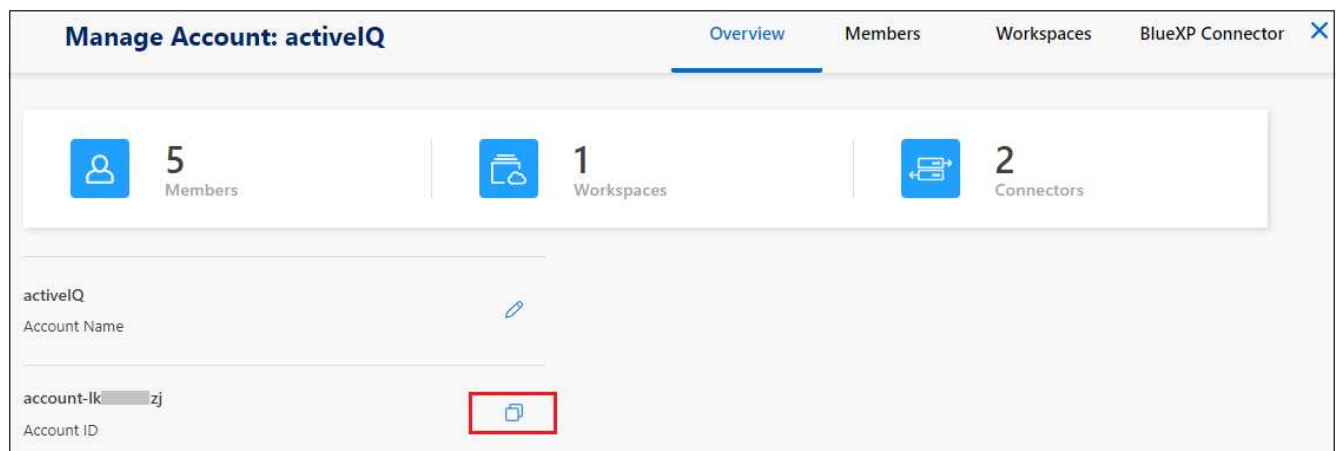 Manage Account: activeIQ
Overview
Members
Workspaces
BlueXP Connector
5
Members
1
Workspaces
2
Connectors
activeIQ
Account Name
account-lk zj
Account ID